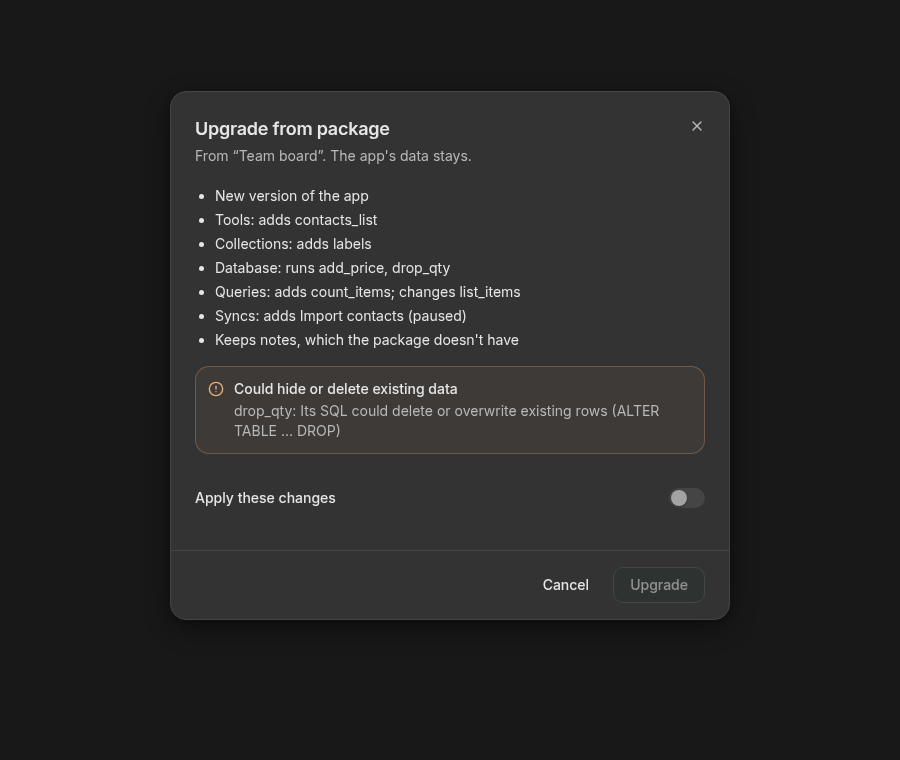 Upgrade from package
From “Team board”. The app's data stays.
• New version of the app
• Tools: adds contacts_list
• Collections: adds labels
• Database: runs add_price, drop_qty
• Queries: adds count_items; changes list_items
• Syncs: adds Import contacts (paused)
• Keeps notes, which the package doesn't have
Could hide or delete existing data
drop_qty: Its SQL could delete or overwrite existing rows (ALTER
TABLE … DROP)
Apply these changes
Cancel
Upgrade